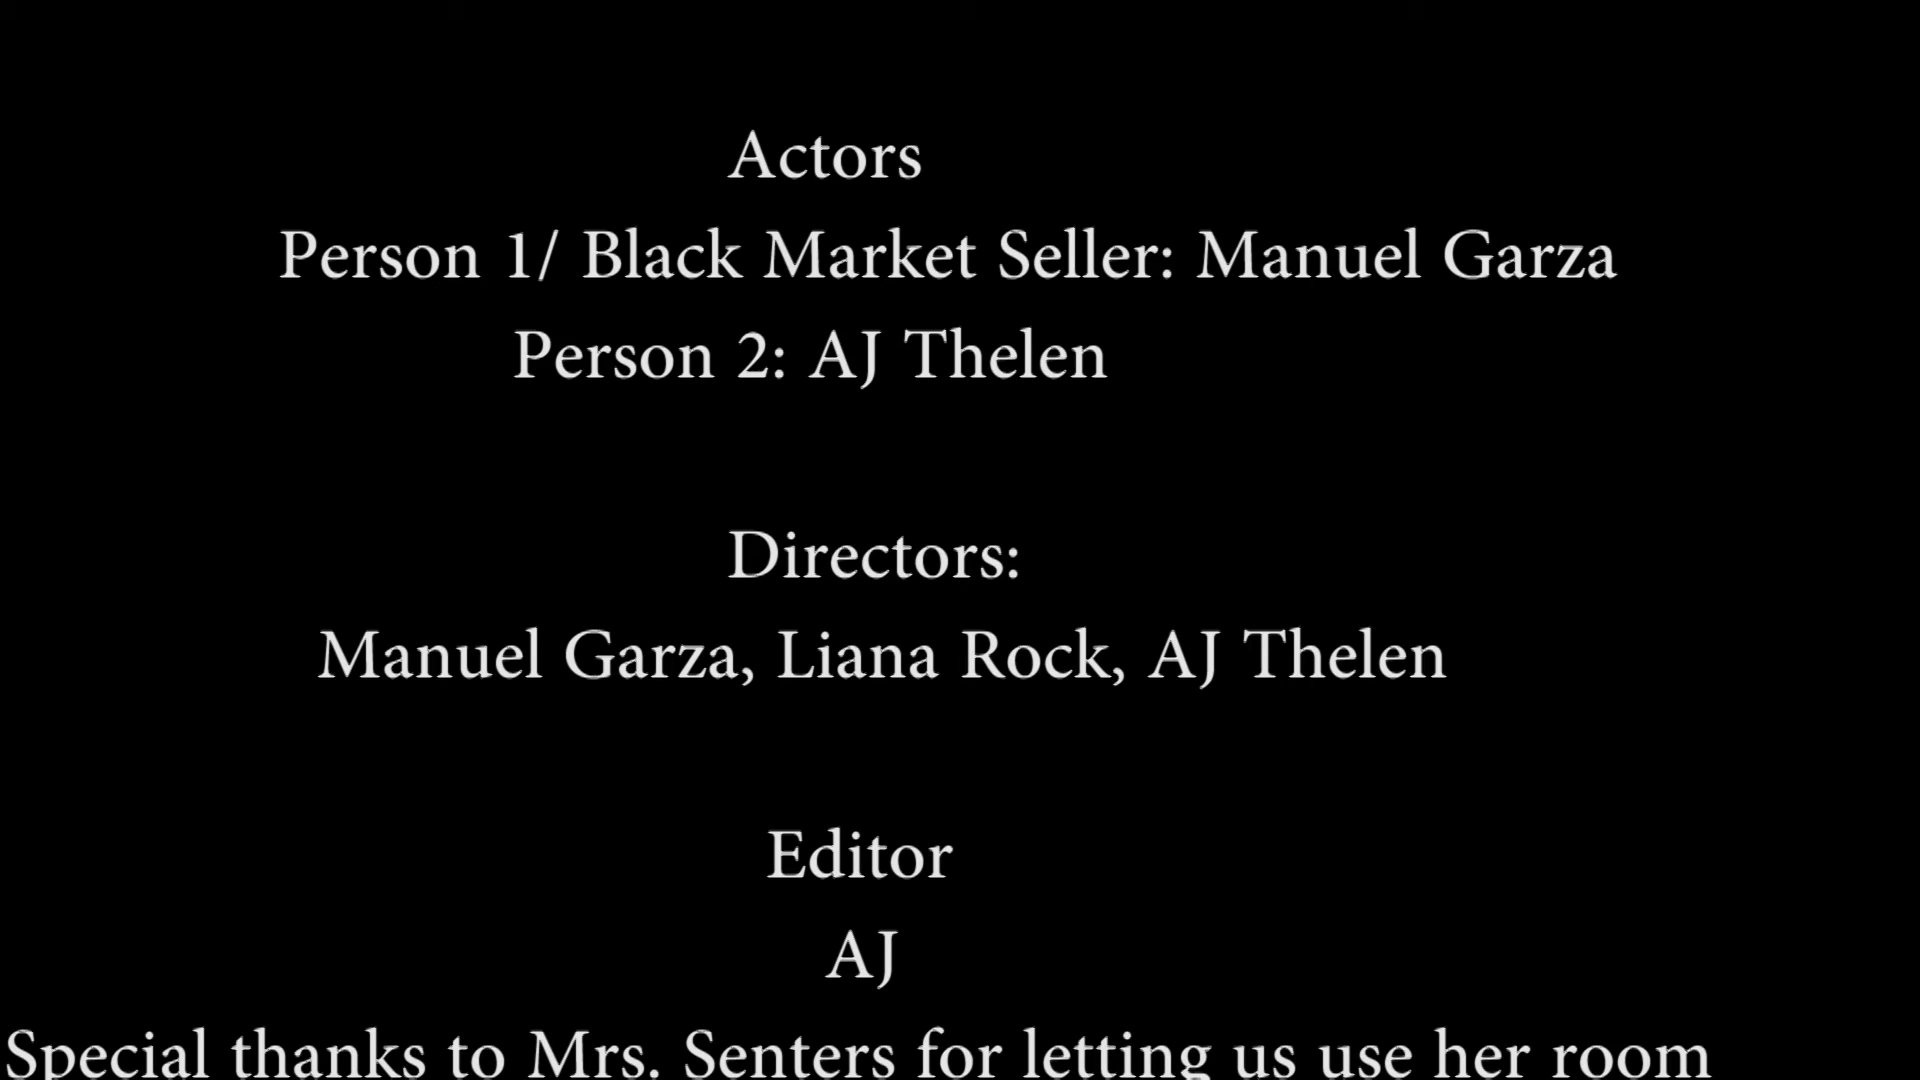 Actors
Person 1/ Black Market Seller: Manuel Garza
Person 2: AJ Thelen
Directors:
Manuel Garza, Liana Rock, AJ Thelen
Editor
AJ
Special thanks to Mrs. Senters for letting us use her room